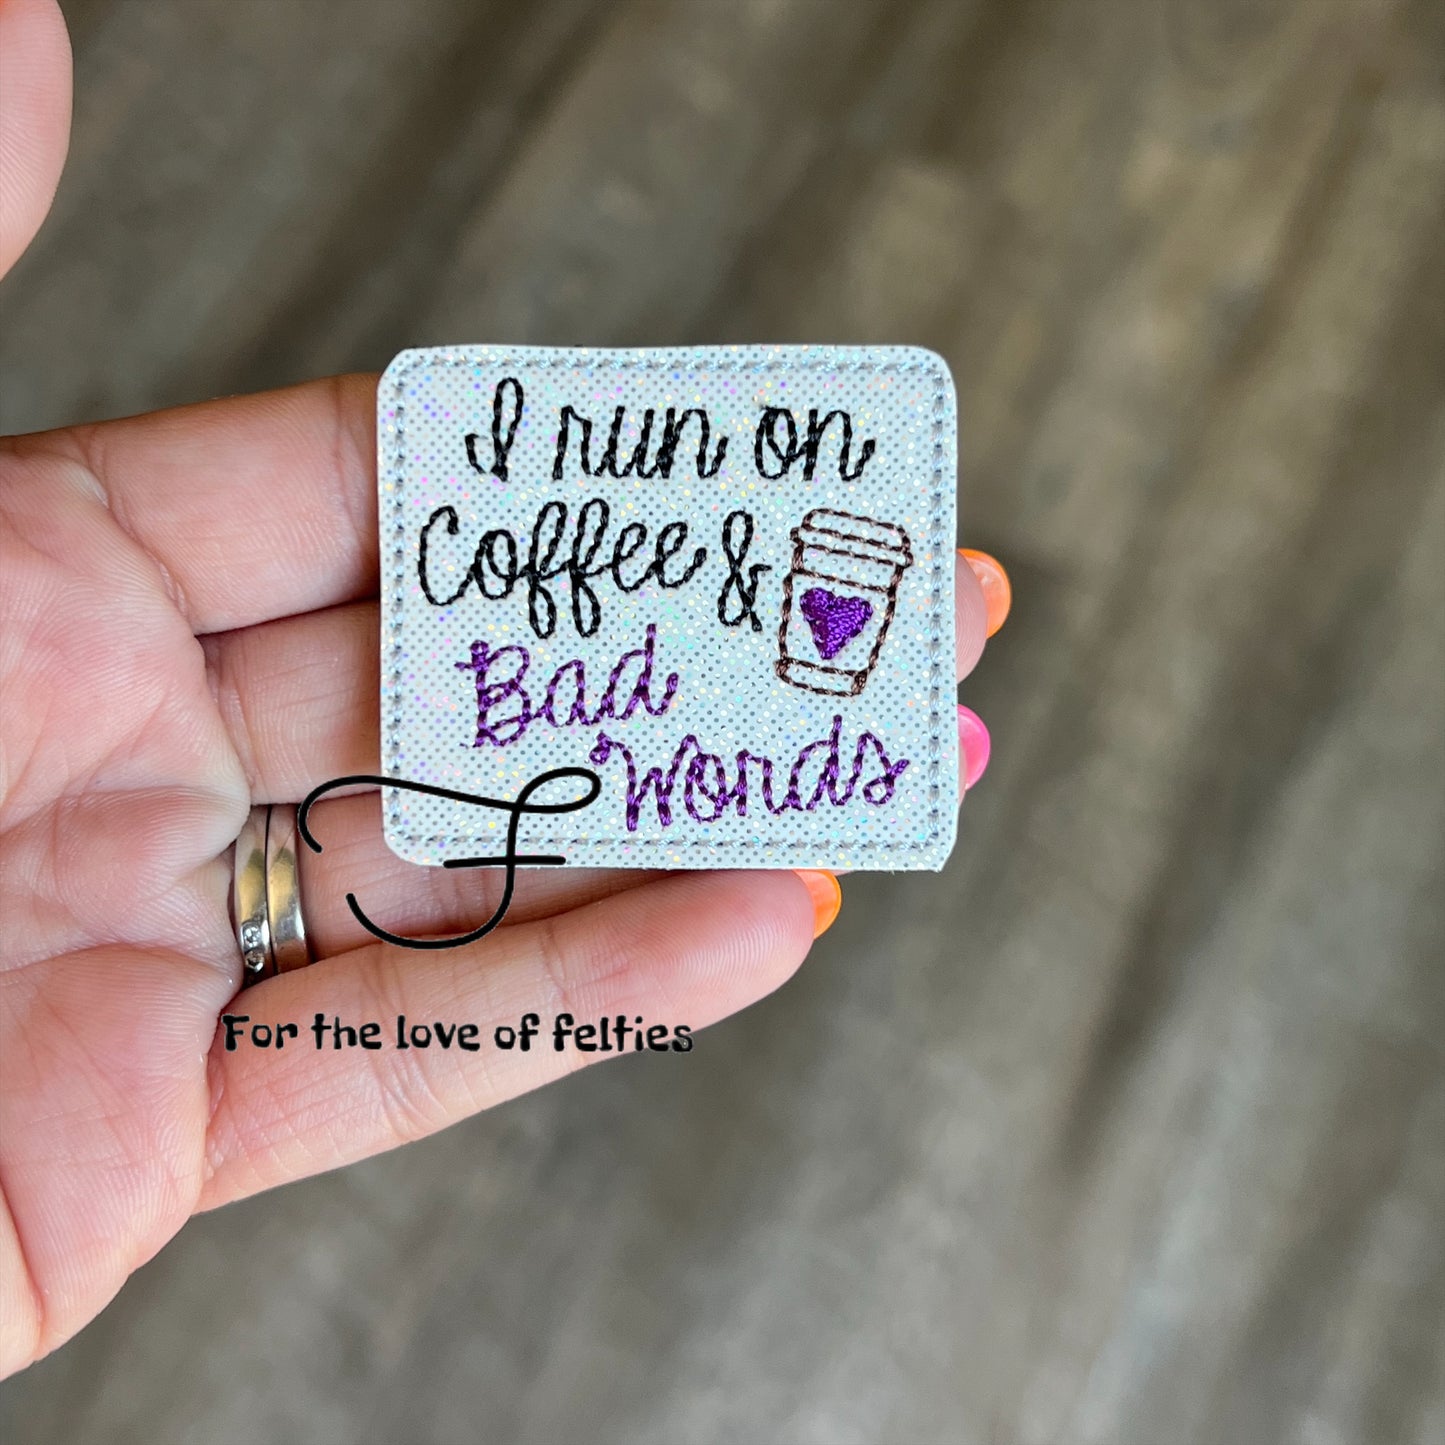 I run on
Coffee &
Bad
Words
F
For the love of felties